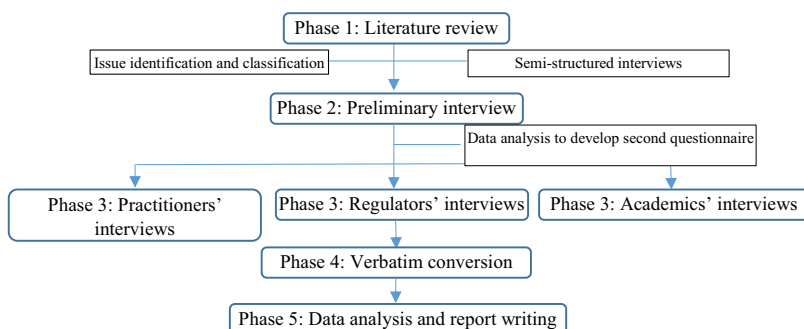 Phase 1: Literature review
Issue identification and classification
Semi-structured interviews
Phase 2: Preliminary interview
Data analysis to develop second questionnaire
Phase 3: Practitioners’
interviews
Phase 3: Regulators’ interviews
Phase 3: Academics’ interviews
Phase 4: Verbatim conversion
Phase 5: Data analysis and report writing